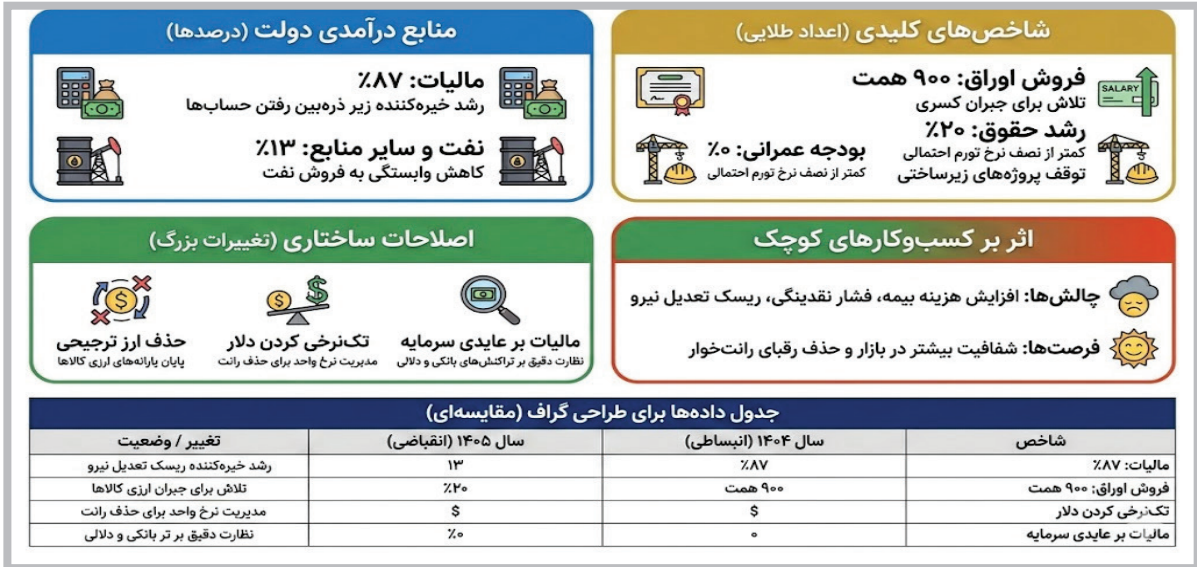 شاخص‌های کلیدی (اعداد طلایی)
فروش اوراق: ۹۰۰ همت
تلاش برای جبران کسری
SALARY
رشد حقوق: ۲۰٪
کمتر از نصف نرخ تورم احتمالی
توقف پروژه‌های زیرساختی
بودجه عمرانی: ۰٪
کمتر از نصف نرخ تورم احتمالی
منابع درآمدی دولت (درصدها)
مالیات: ۸۷٪
رشد خیره‌کننده زیر ذره‌بین رفتن حساب‌ها
نفت و سایر منابع: ۱۳٪
کاهش وابستگی به فروش نفت
اثر بر کسب‌وکارهای کوچک
چالش‌ها: افزایش هزینه بیمه، فشار نقدینگی، ریسک تعدیل نیرو
فرصت‌ها: شفافیت بیشتر در بازار و حذف رقبای رانت‌خوار
اصلاحات ساختاری (تغییرات بزرگ)
مالیات بر عایدی سرمایه
نظارت دقیق بر تراکنش‌های بانکی و دلالی
تک‌نرخی کردن دلار
مدیریت نرخ واحد برای حذف رانت
حذف ارز ترجیحی
پایان یارانه‌های ارزی کالاها
جدول داده‌ها برای طراحی گراف (مقایسه‌ای)
شاخص سال ۱۴۰۴ (انبساطی) سال ۱۴۰۵ (انقباضی) تغییر / وضعیت
مالیات: ۸۷٪ ۸۷٪ ۱۳ رشد خیره‌کننده ریسک تعدیل نیرو
فروش اوراق: ۹۰۰ همت ۹۰۰ همت ۲۰٪ تلاش برای جبران ارزی کالاها
تک‌نرخی کردن دلار $ $ مدیریت نرخ واحد برای حذف رانت
مالیات بر عایدی سرمایه ۰ ۰٪ نظارت دقیق بر تر بانکی و دلالی